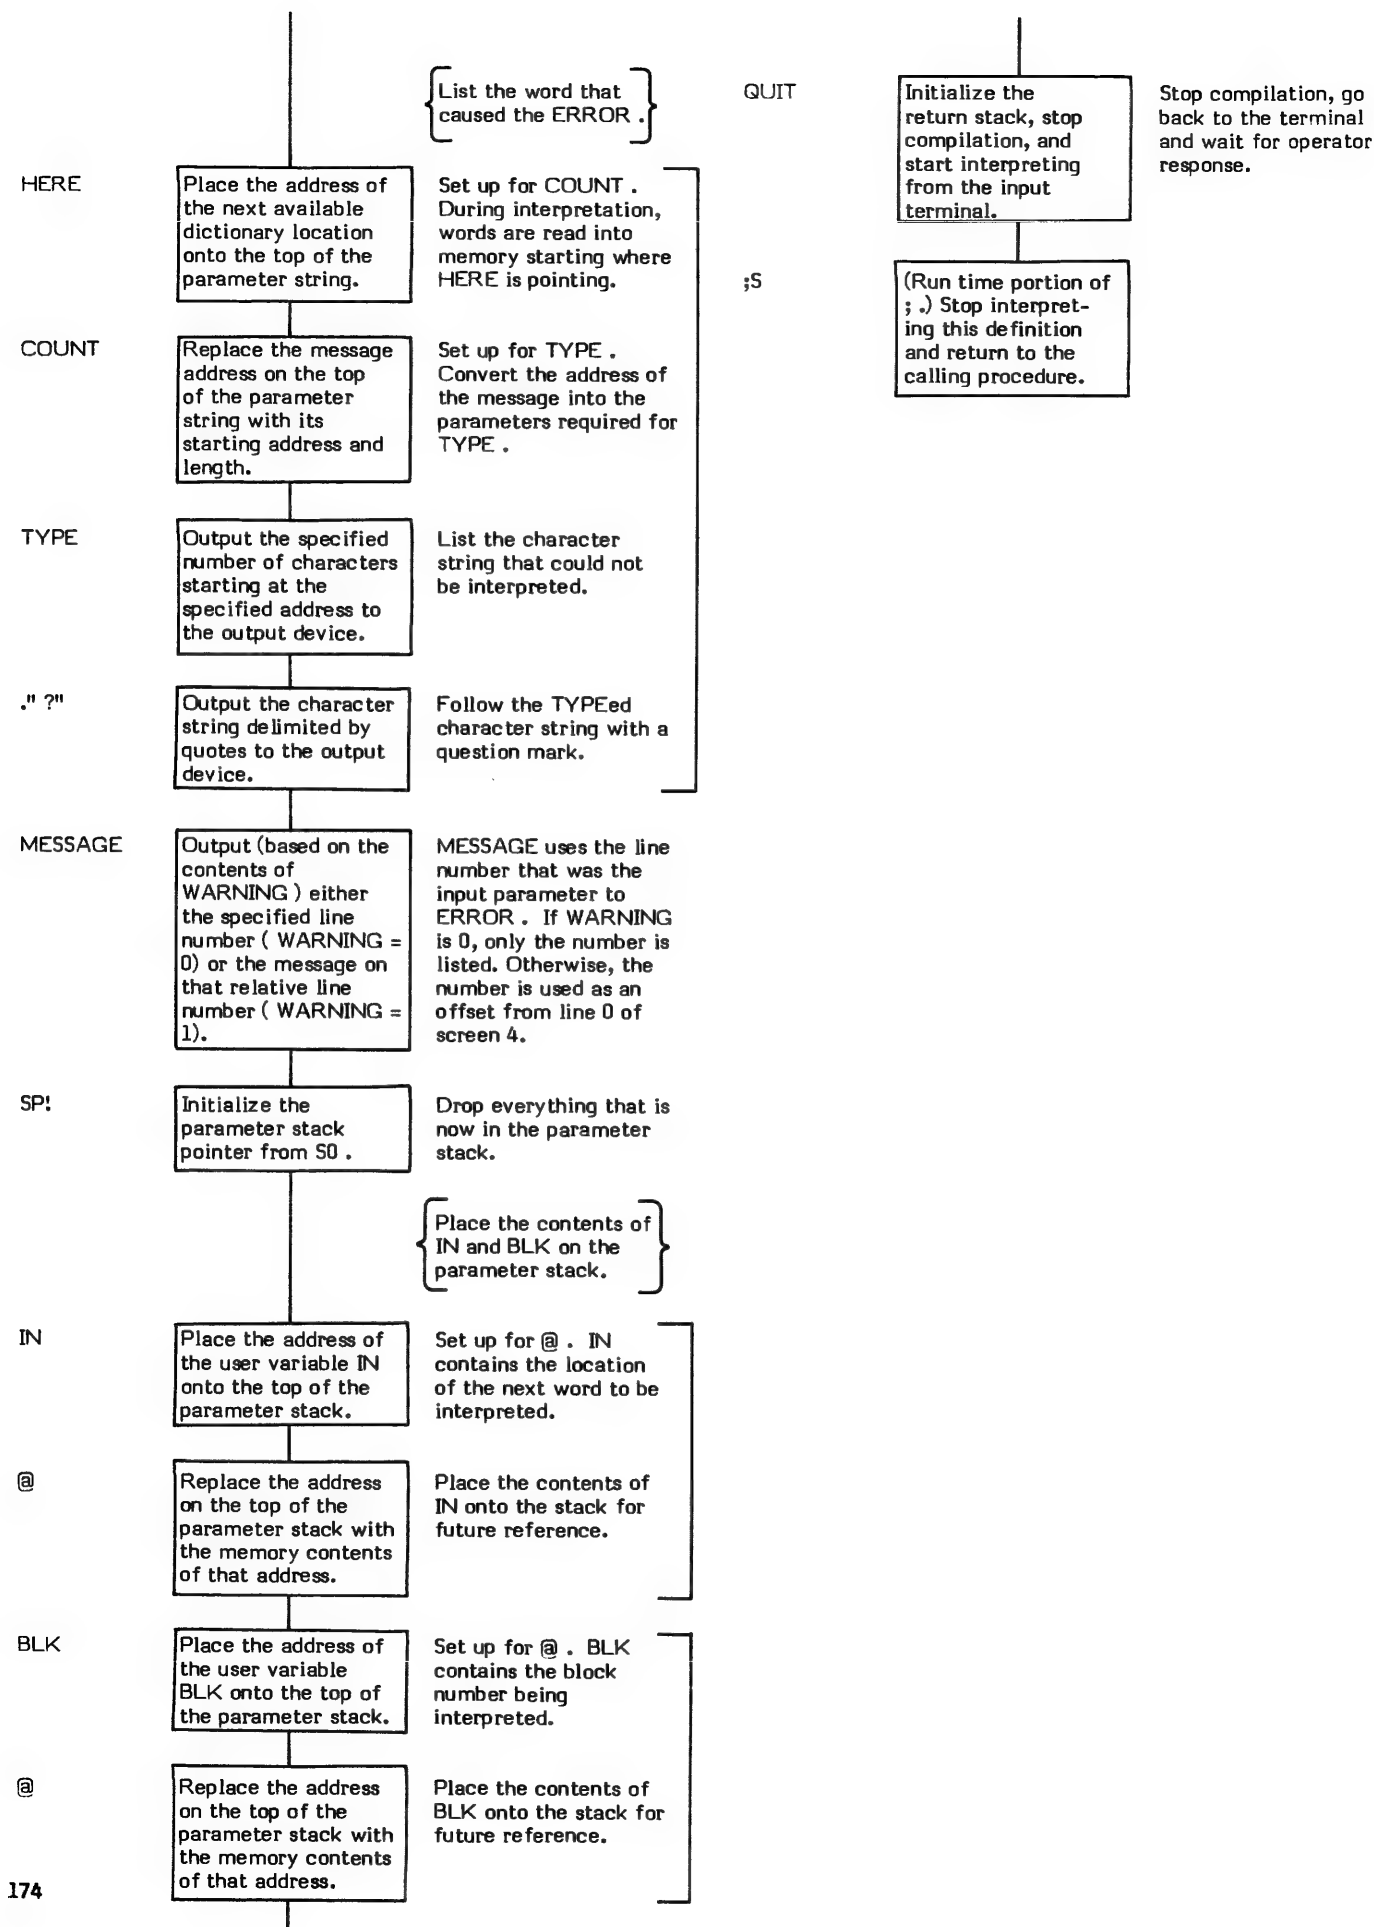 List the word that
caused the ERROR .
HERE
Place the address of
the next available
dictionary location
onto the top of the
parameter string.
Set up for COUNT .
During interpretation,
words are read into
memory starting where
HERE is pointing.
COUNT
Replace the message
address on the top
of the parameter
string with its
starting address and
length.
Set up for TYPE .
Convert the address of
the message into the
parameters required for
TYPE .
TYPE
Output the specified
number of characters
starting at the
specified address to
the output device.
List the character
string that could not
be interpreted.
." ?"
Output the character
string delimited by
quotes to the output
device.
Follow the TYPEed
character string with a
question mark.
MESSAGE
Output (based on the
contents of
WARNING ) either
the specified line
number ( WARNING =
0) or the message on
that relative line
number ( WARNING =
1).
MESSAGE uses the line
number that was the
input parameter to
ERROR . If WARNING
is 0, only the number is
listed. Otherwise, the
number is used as an
offset from line 0 of
screen 4.
SP!
Initialize the
parameter stack
pointer from S0 .
Drop everything that is
now in the parameter
stack.
Place the contents of
IN and BLK on the
parameter stack.
IN
Place the address of
the user variable IN
onto the top of the
parameter stack.
Set up for @ . IN
contains the location
of the next word to be
interpreted.
@
Replace the address
on the top of the
parameter stack with
the memory contents
of that address.
Place the contents of
IN onto the stack for
future reference.
BLK
Place the address of
the user variable
BLK onto the top of
the parameter stack.
Set up for @ . BLK
contains the block
number being
interpreted.
@
Replace the address
on the top of the
parameter stack with
the memory contents
of that address.
Place the contents of
BLK onto the stack for
future reference.
174
QUIT
Initialize the
return stack, stop
compilation, and
start interpreting
from the input
terminal.
Stop compilation, go
back to the terminal
and wait for operator
response.
;S
(Run time portion of
; .) Stop interpret-
ing this definition
and return to the
calling procedure.